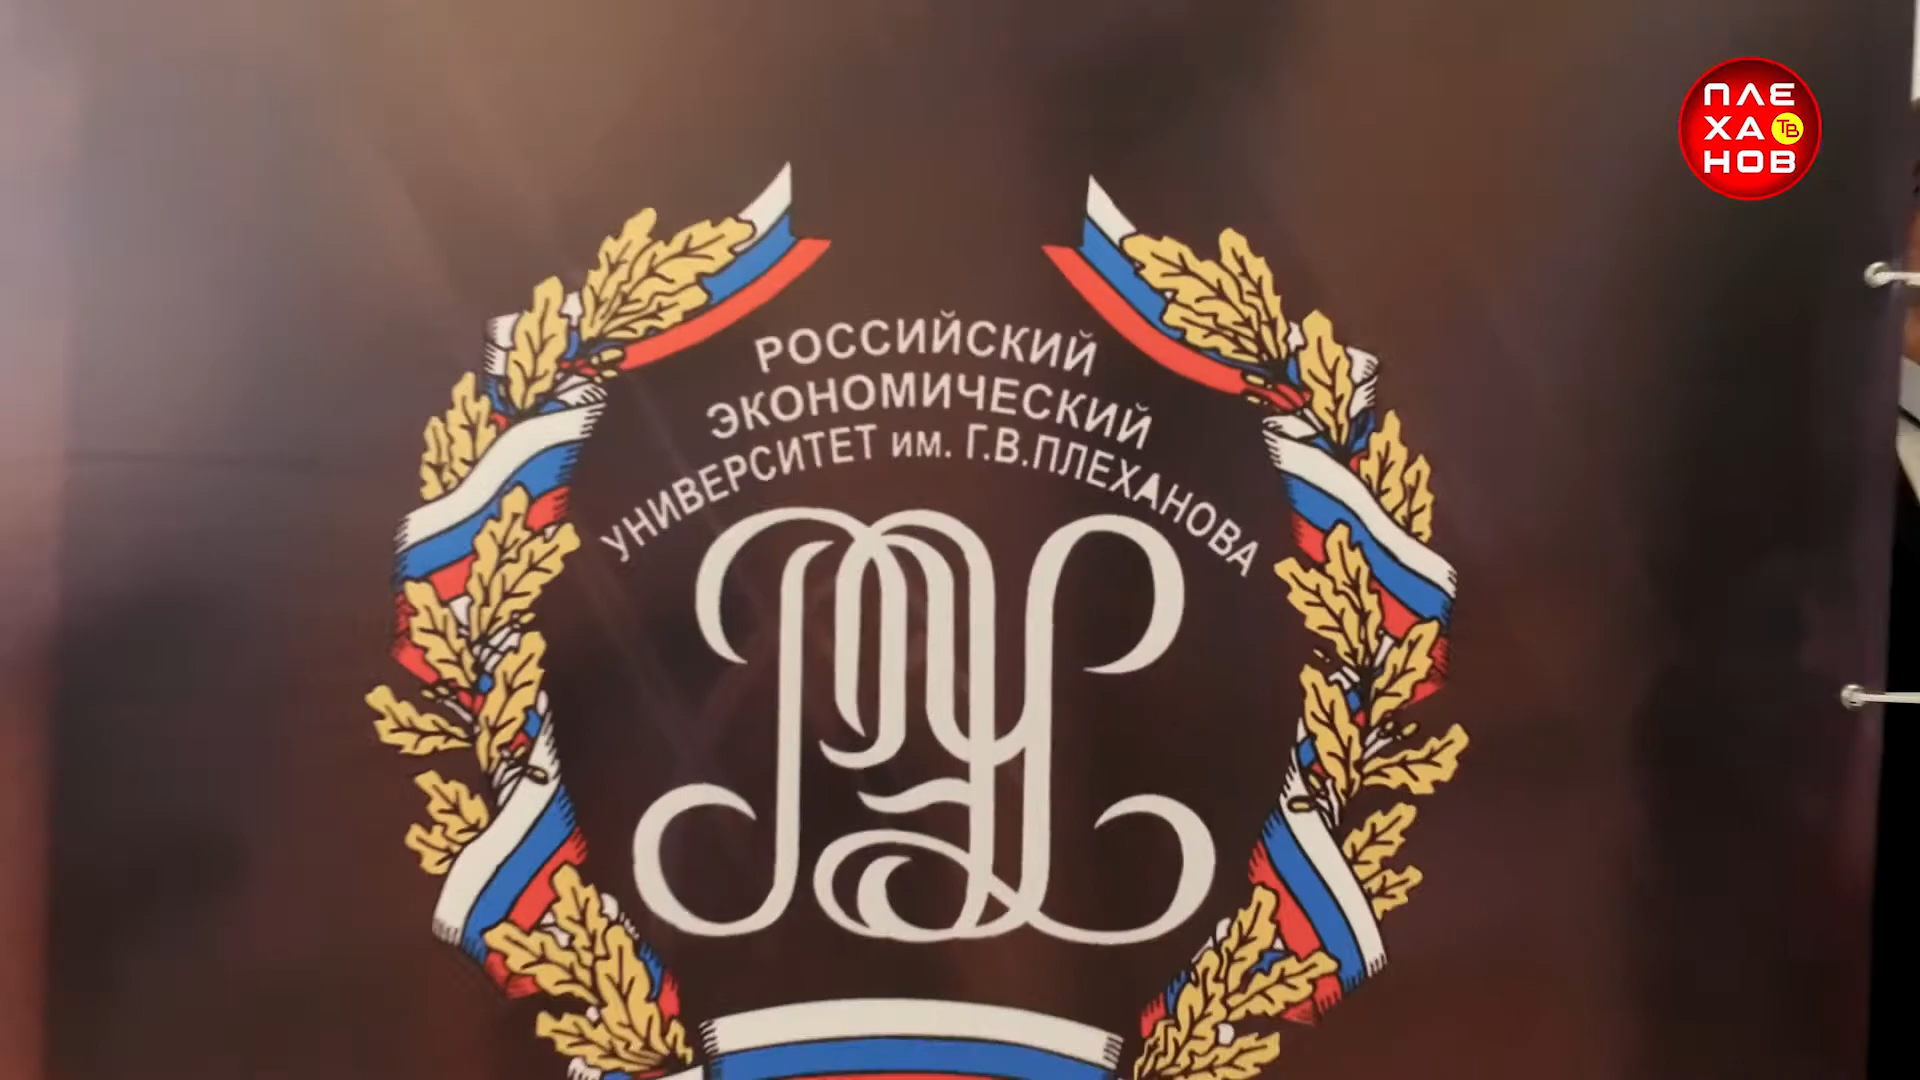 РОССИЙСКИЙ
ЭКОНОМИЧЕСКИЙ
УНИВЕРСИТЕТ им. Г.В.ПЛЕХАНОВА
РЭУ
ПЛЕ
ХА ТВ
НОВ